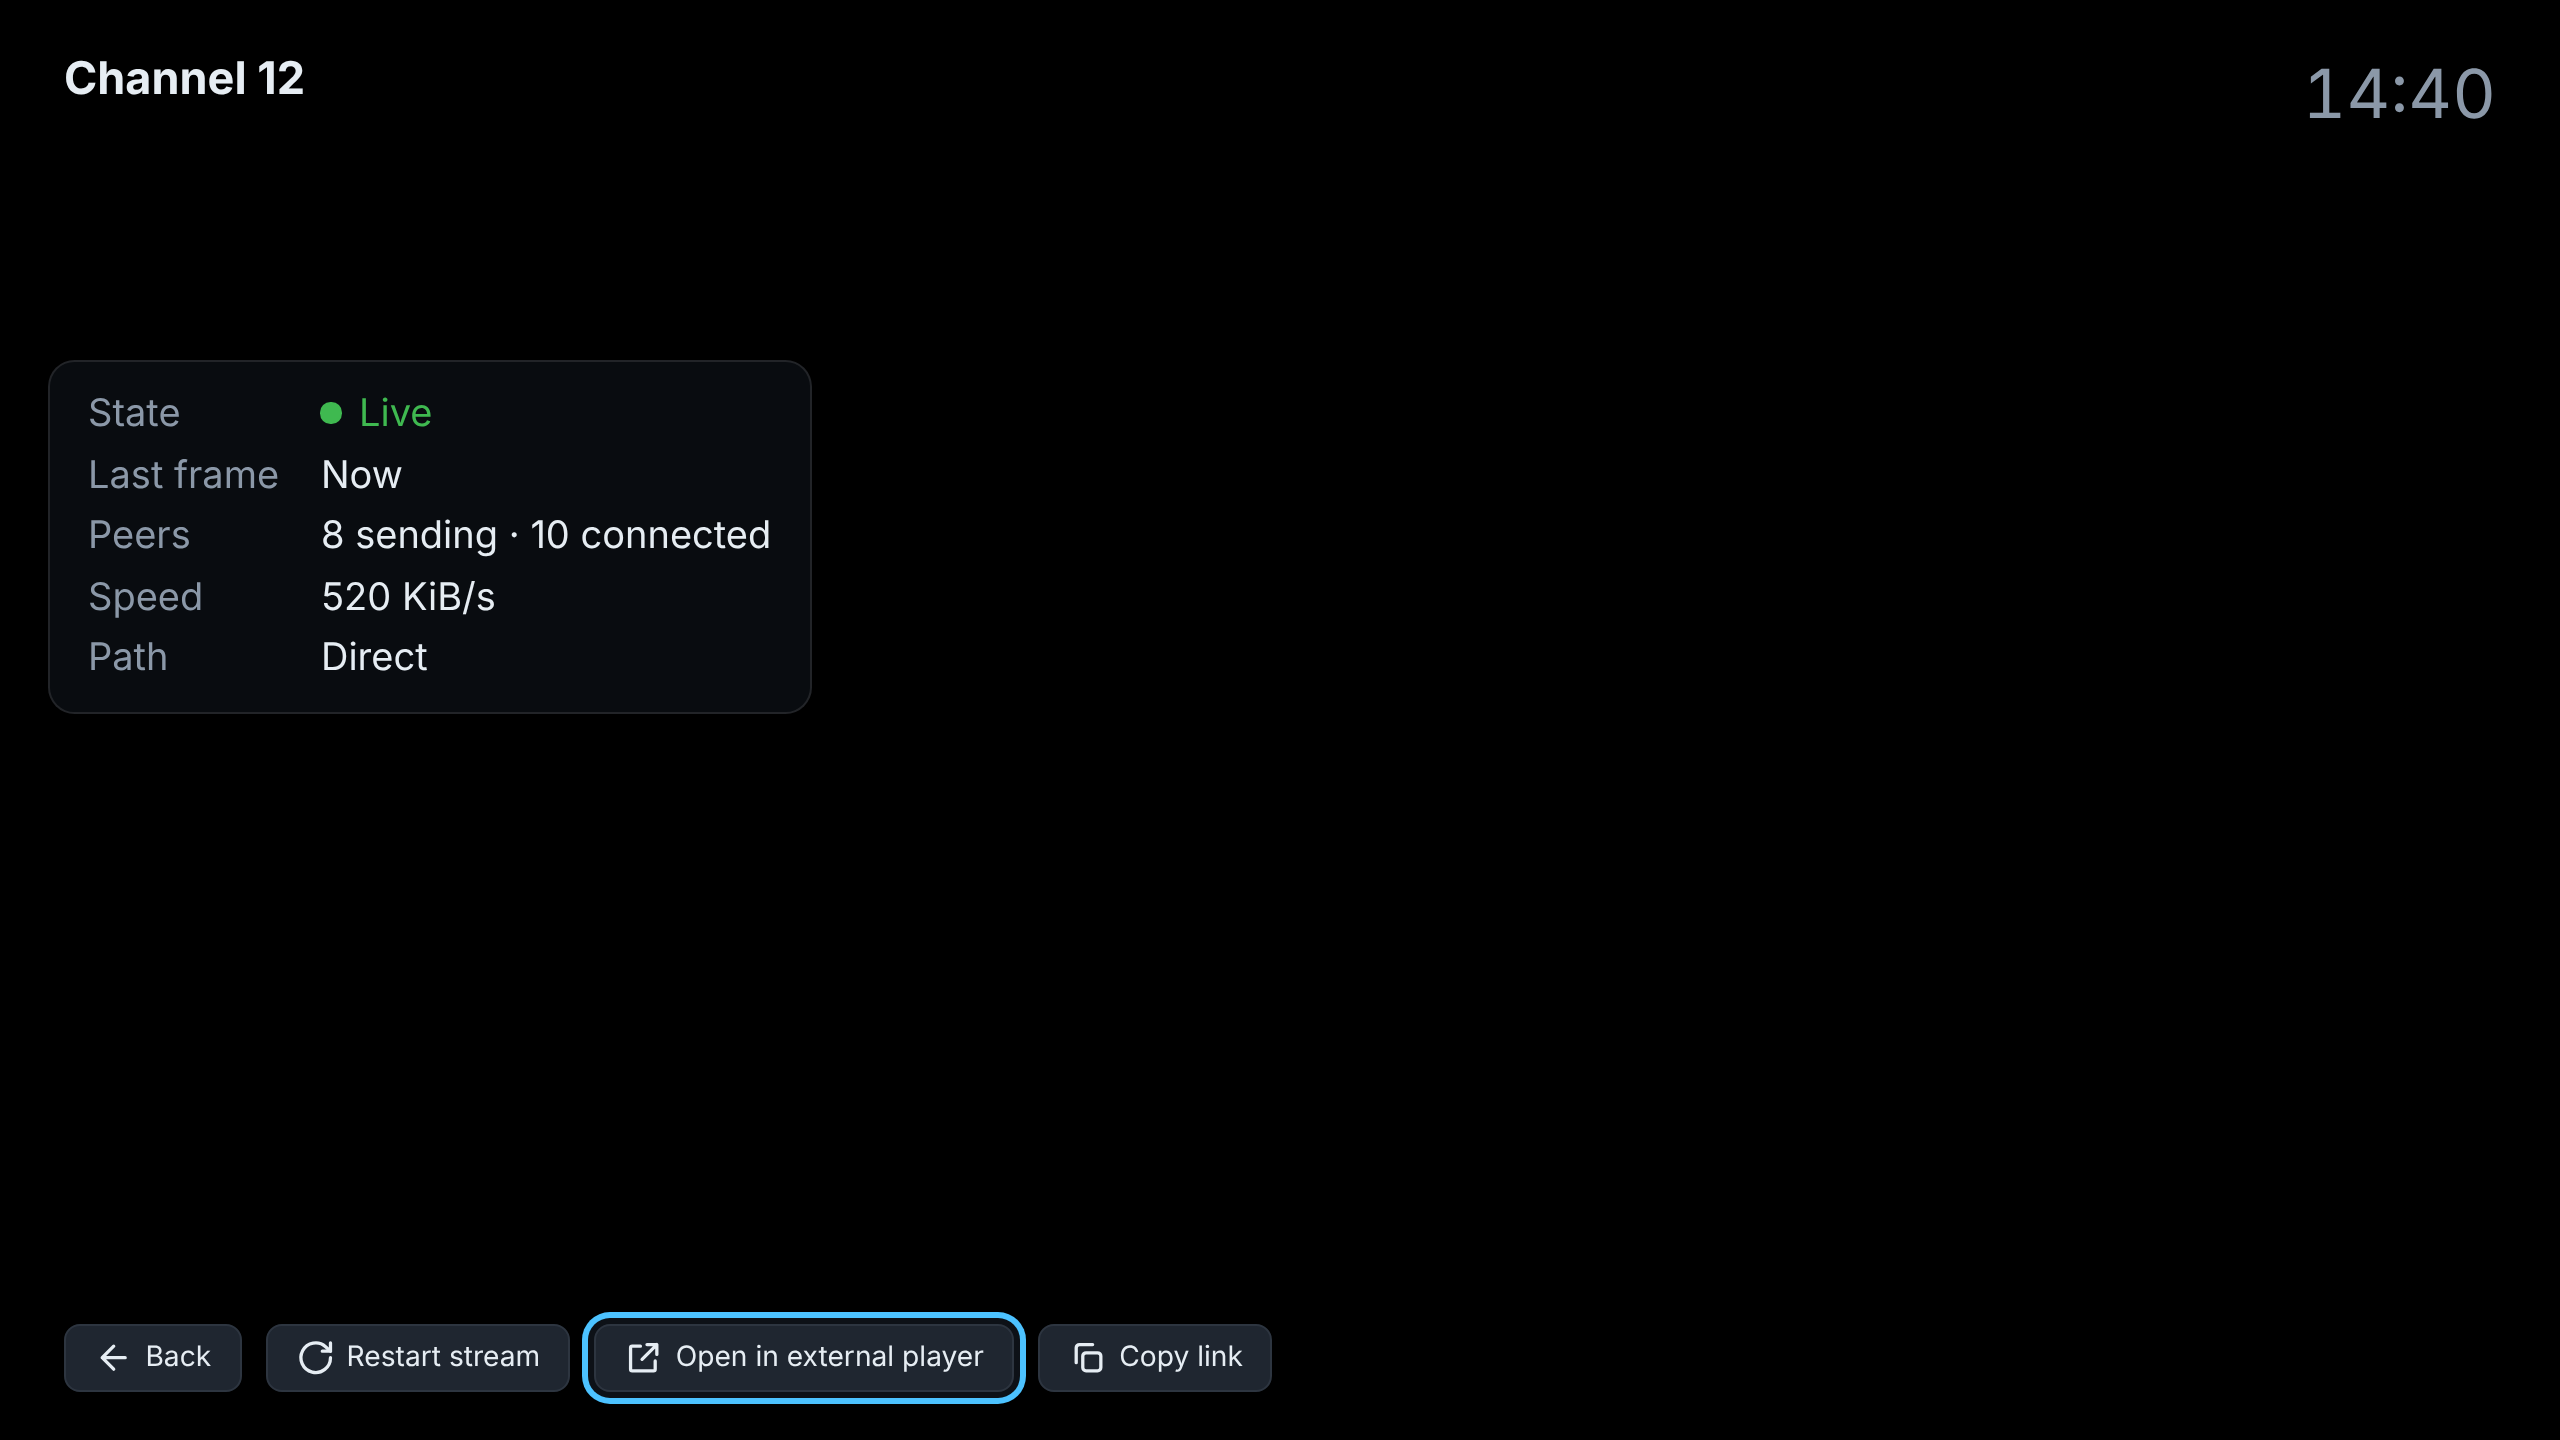 Channel 12
14:40
State Live
Last frame Now
Peers 8 sending · 10 connected
Speed 520 KiB/s
Path Direct
Back Restart stream Open in external player Copy link